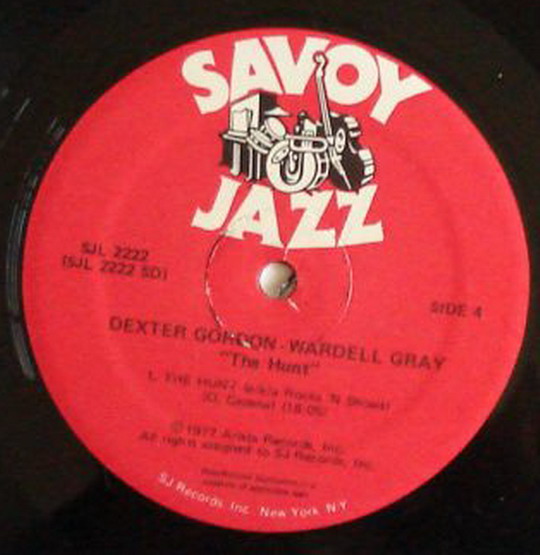 SAVOY
JAZZ
SJL 2222
(SJL 2222 SD)
SIDE 4
DEXTER GORDON - WARDELL GRAY
"The Hunt"
1. THE HUNT (a/k/a Rocks 'N Shoals)
(D. Gordon) (18:05)
© 1977 Arista Records, Inc.
All rights assigned to SJ Records, Inc.
SJ Records Inc. New York N.Y.